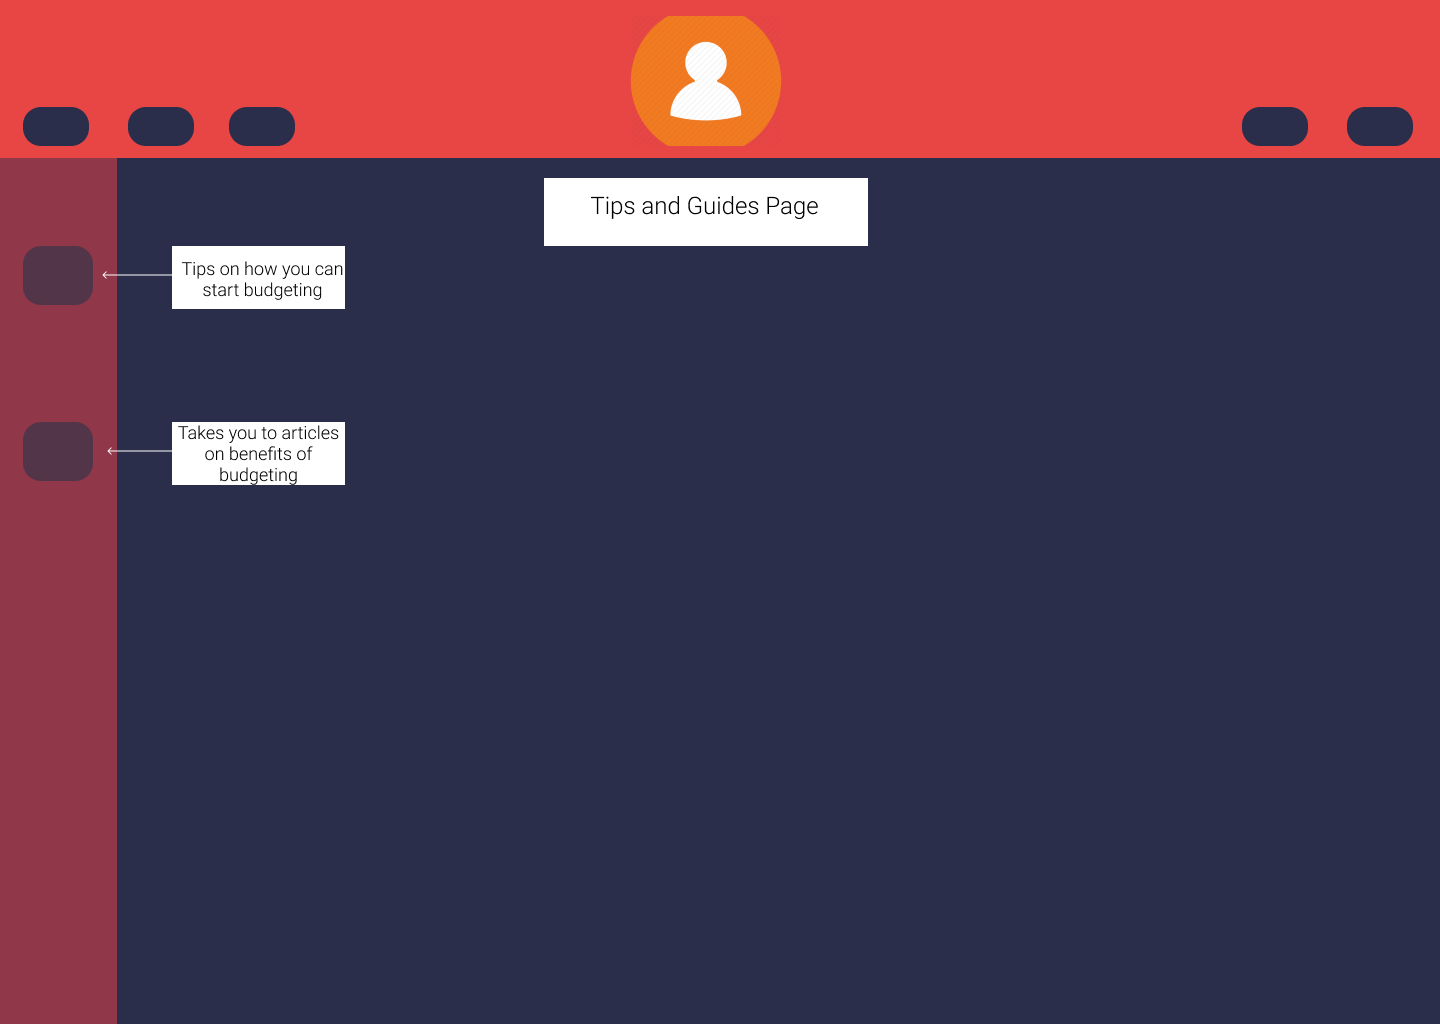 Tips and Guides Page
Tips on how you can
start budgeting
Takes you to articles
on benefits of
budgeting